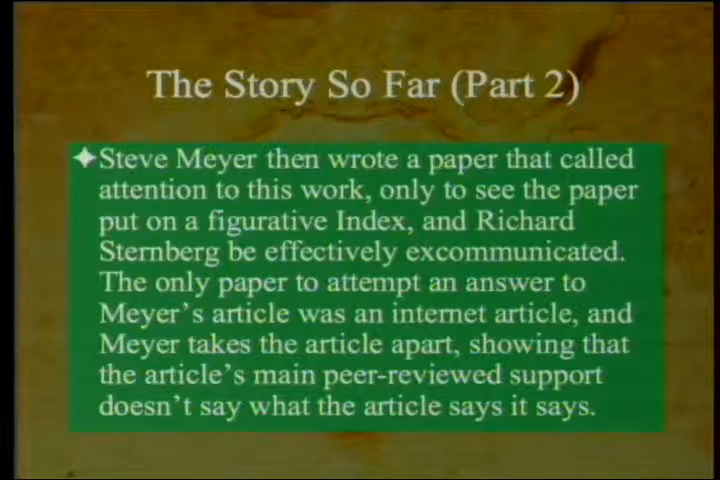 The Story So Far (Part 2)
✦Steve Meyer then wrote a paper that called
attention to this work, only to see the paper
put on a figurative Index, and Richard
Sternberg be effectively excommunicated.
The only paper to attempt an answer to
Meyer's article was an internet article, and
Meyer takes the article apart, showing that
the article's main peer-reviewed support
doesn't say what the article says it says.